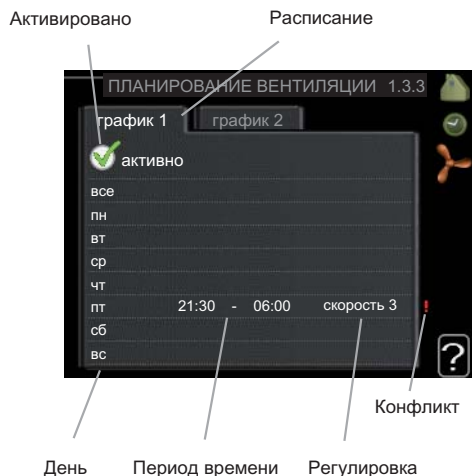 Активировано Расписание
ПЛАНИРОВАНИЕ ВЕНТИЛЯЦИИ 1.3.3
график 1 график 2
активно
все
пн
вт
ср
чт
пт 21:30 - 06:00 скорость 3 !
сб
вс
?
Конфликт
День Период времени Регулировка